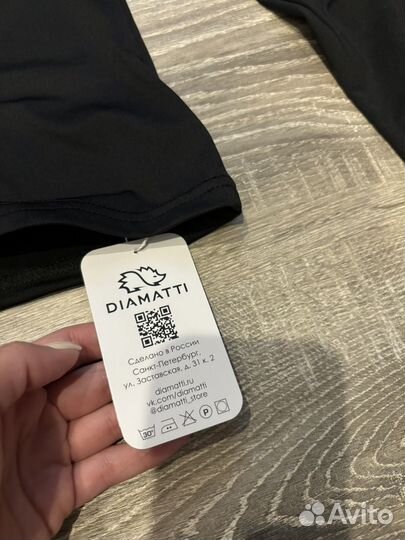 DIAMATTI
Сделано в России
Санкт-Петербург,
ул. Заставская, д. 31 к. 2
diamatti.ru
vk.com/diamatti
@diamatti_store
30°
P
Avito